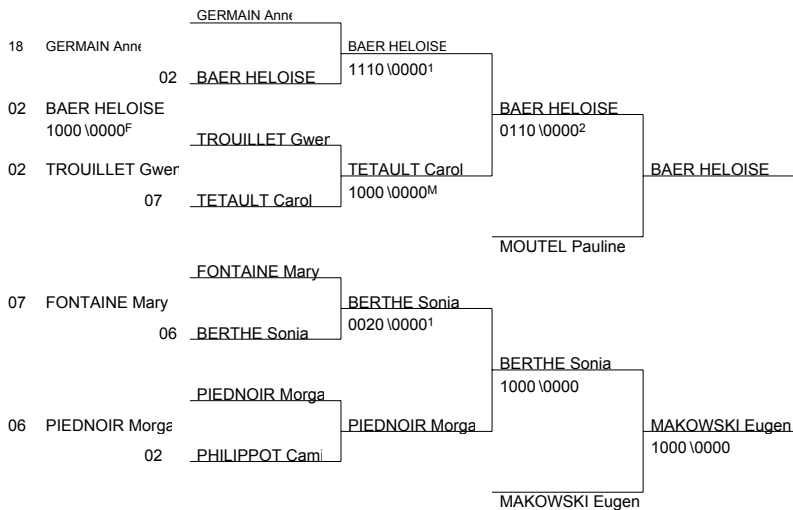 GERMAIN Anne
18 GERMAIN Anne
BAER HELOISE
02 BAER HELOISE
1110 \0000¹
02 BAER HELOISE
BAER HELOISE
1000 \0000F
0110 \0000²
TROUILLET Gwen
02 TROUILLET Gwen
TETAULT Carol
BAER HELOISE
1000 \0000M
07 TETAULT Carol
MOUTEL Pauline
FONTAINE Mary
07 FONTAINE Mary
BERTHE Sonia
0020 \0000¹
06 BERTHE Sonia
BERTHE Sonia
1000 \0000
PIEDNOIR Morga
06 PIEDNOIR Morga
PIEDNOIR Morga
MAKOWSKI Eugen
1000 \0000
02 PHILIPPOT Cami
MAKOWSKI Eugen